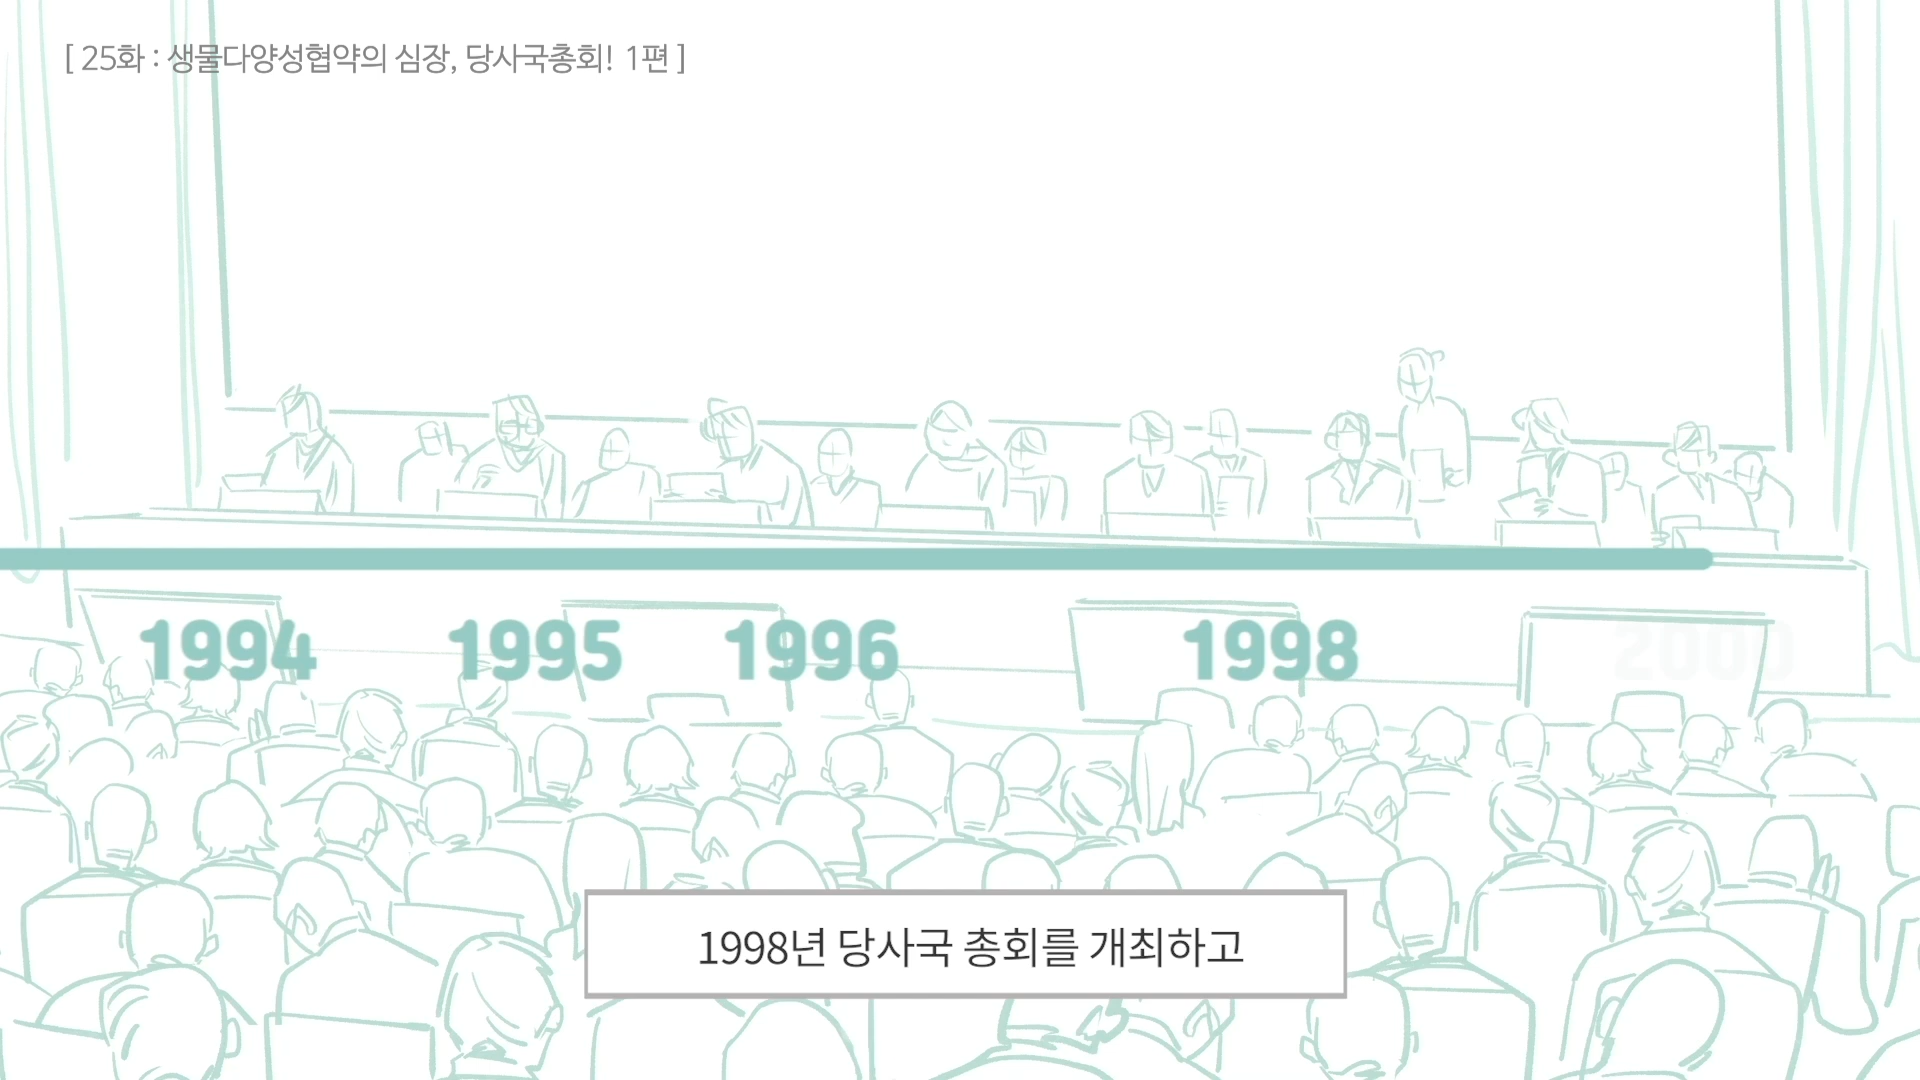 [ 25화 : 생물다양성협약의 심장, 당사국총회! 1편 ]
1994 1995 1996 1998 2000
1998년 당사국 총회를 개최하고